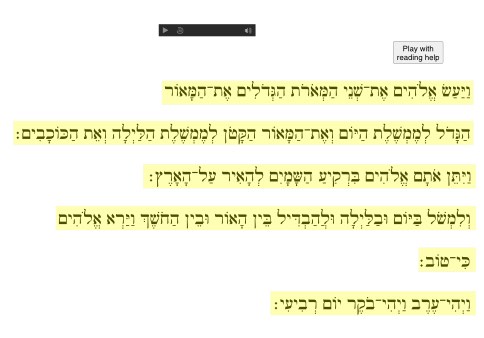 Play with
reading help
וַיַּעַשׂ אֱלֹהִים אֶת־שְׁנֵי הַמְּאֹרֹת הַגְּדֹלִים אֶת־הַמָּאוֹר
הַגָּדֹל לְמֶמְשֶׁלֶת הַיּוֹם וְאֶת־הַמָּאוֹר הַקָּטֹן לְמֶמְשֶׁלֶת הַלַּיְלָה וְאֵת הַכּוֹכָבִים:
וַיִּתֵּן אֹתָם אֱלֹהִים בִּרְקִיעַ הַשָּׁמָיִם לְהָאִיר עַל־הָאָרֶץ:
וְלִמְשֹׁל בַּיּוֹם וּבַלַּיְלָה וּלֲהַבְדִּיל בֵּין הָאוֹר וּבֵין הַחֹשֶׁךְ וַיַּרְא אֱלֹהִים
כִּי־טוֹב:
וַיְהִי־עֶרֶב וַיְהִי־בֹקֶר יוֹם רְבִיעִי: